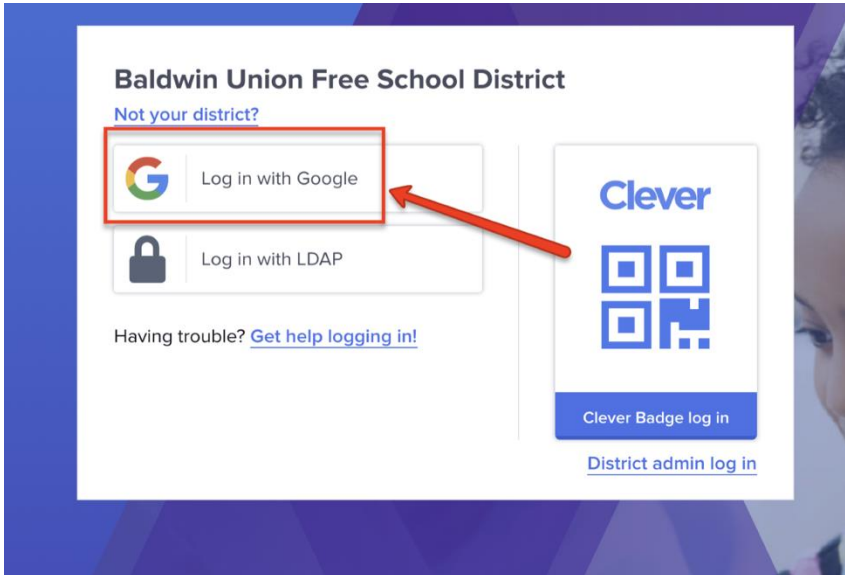 Baldwin Union Free School District
Not your district?
Log in with Google
Log in with LDAP
Having trouble? Get help logging in!
Clever
Clever Badge log in
District admin log in